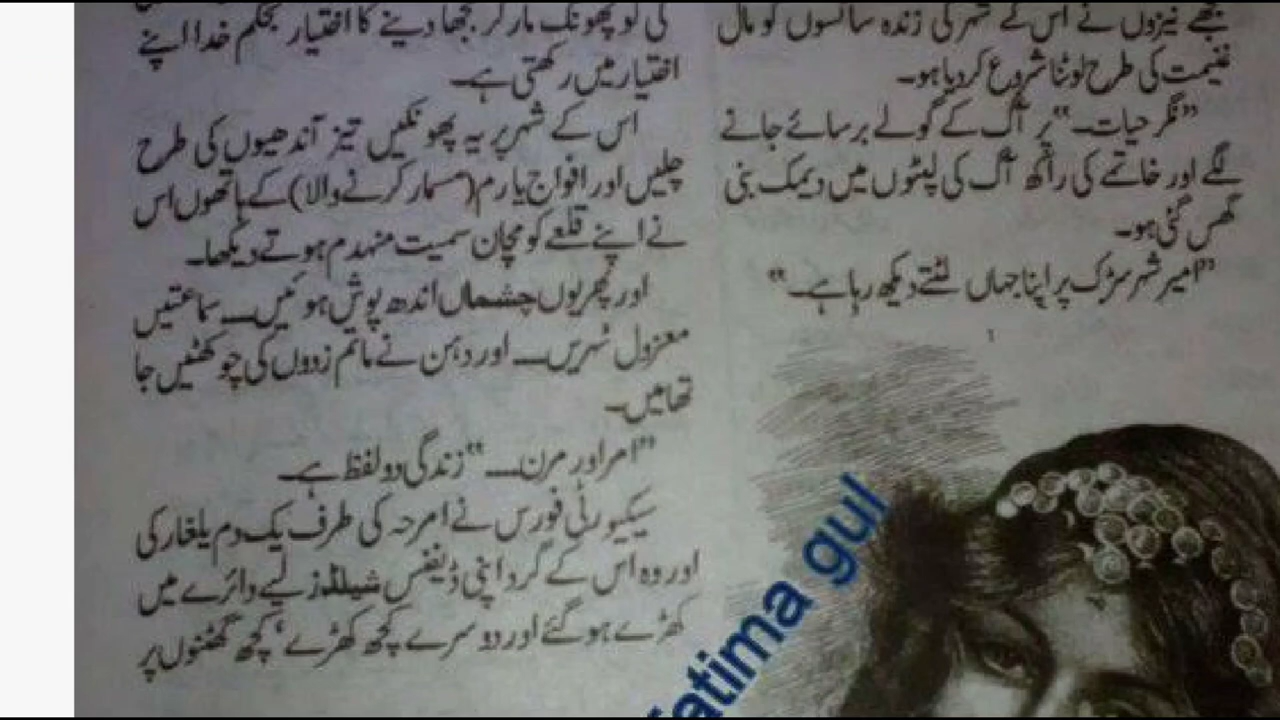 بجھے نیزوں نے اس کے شہر کی زندہ سانسوں کو مال
غنیمت کی طرح لوٹنا شروع کر دیا ہو۔
”نگر حیات۔“ پر آگ کے گولے برسائے جانے
لگے اور خاتمے کی راکھ آگ کی لپٹوں میں دیمک بنی
گھس گئی ہو۔
”امیر شہر سڑک پر اپنا جہاں لٹتے دیکھ رہا ہے۔“
کی لو پھونک مار کر بجھا دینے کا اختیار بحکم خدا اپنے
اختیار میں رکھتی ہے۔
اس کے شہر پر یہ پھونکیں تیز آندھیوں کی طرح
چلیں اور افواج یارم (مسمار کرنے والا) کے ہاتھوں اس
نے اپنے قلعے کو مچان سمیت منہدم ہوتے دیکھا۔
اور پھر یوں چشماں اندھ پوش ہوئیں۔۔۔ سماعتیں
معزول ٹہریں۔۔۔ اور دہن نے ماتم زدوں کی چوکھٹیں جا
تھامیں۔
”امر اور مرن۔۔۔“ زندگی دو لفظ ہے۔
سیکیورٹی فورس نے امرحہ کی طرف یک دم یلغار کی
اور وہ اس کے گرد اپنی ڈیفنس شیلڈز لیے دائرے میں
کھڑے ہو گئے اور دوسرے کچھ کھڑے، کچھ گھٹنوں پر
fatima gul